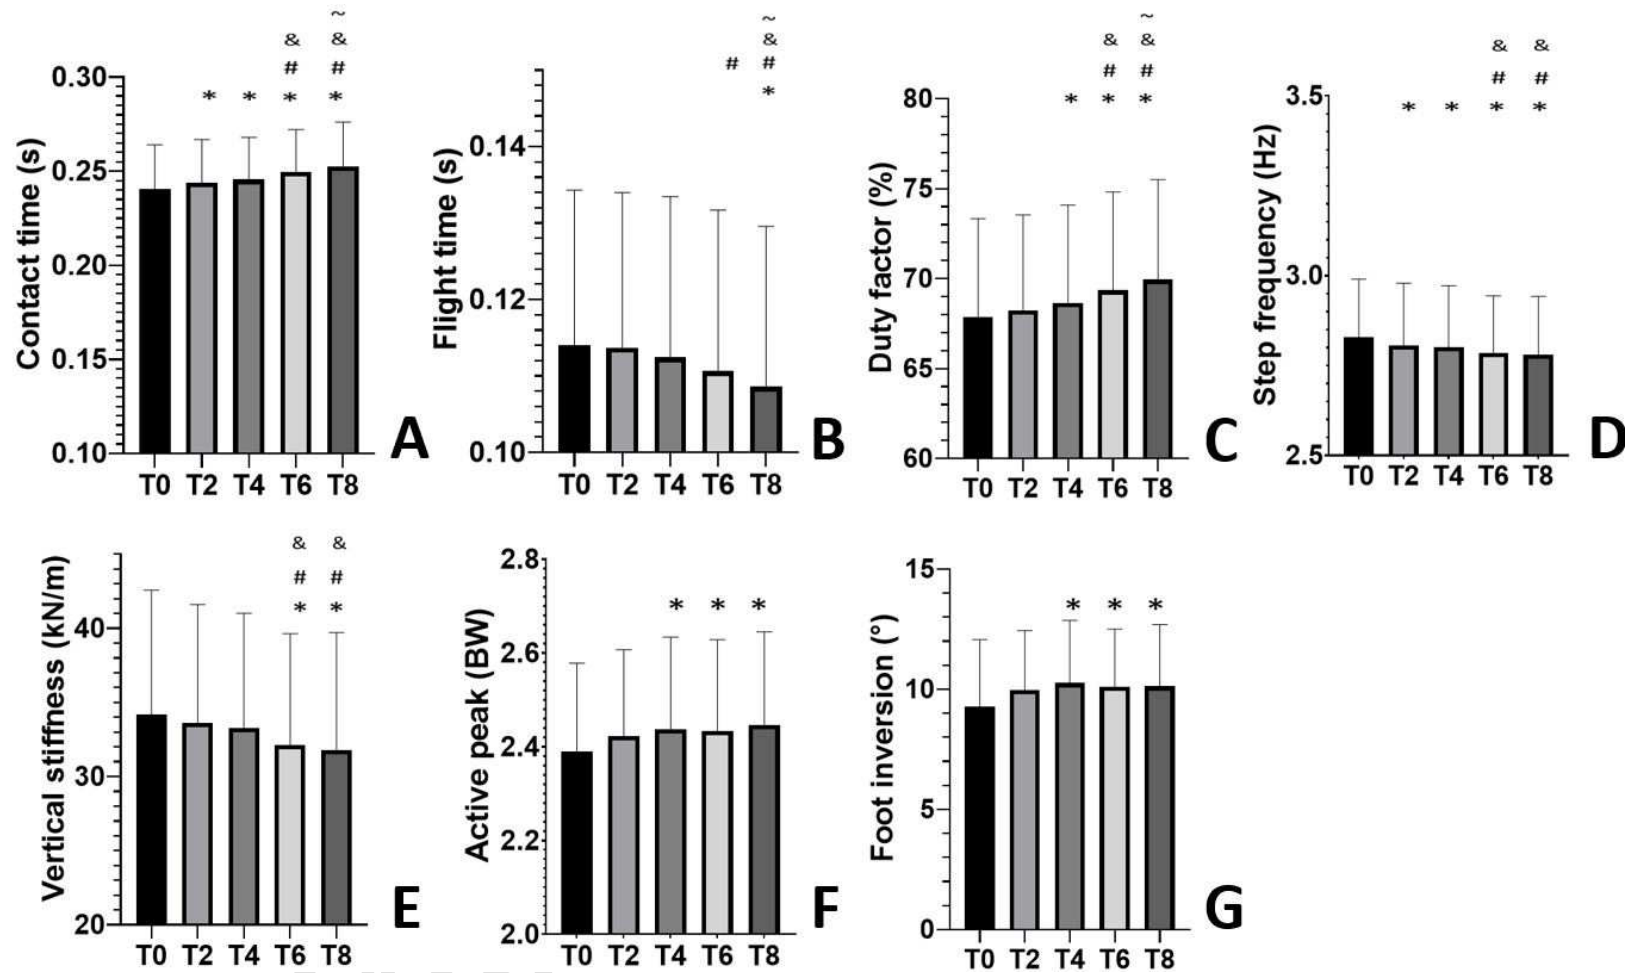 ~ & # *
& # *
*
*
Contact time (s)
0.30
0.25
0.20
0.15
0.10
T0 T2 T4 T6 T8
A
~ & # *
#
Flight time (s)
0.14
0.12
0.10
T0 T2 T4 T6 T8
B
~ & # *
& # *
*
Duty factor (%)
80
75
70
65
60
T0 T2 T4 T6 T8
C
& # *
& # *
*
*
Step frequency (Hz)
3.5
3.0
2.5
T0 T2 T4 T6 T8
D
& # *
& # *
Vertical stiffness (kN/m)
40
30
20
T0 T2 T4 T6 T8
E
* * *
Active peak (BW)
2.8
2.6
2.4
2.2
2.0
T0 T2 T4 T6 T8
F
* * *
Foot inversion (°)
15
10
5
0
T0 T2 T4 T6 T8
G